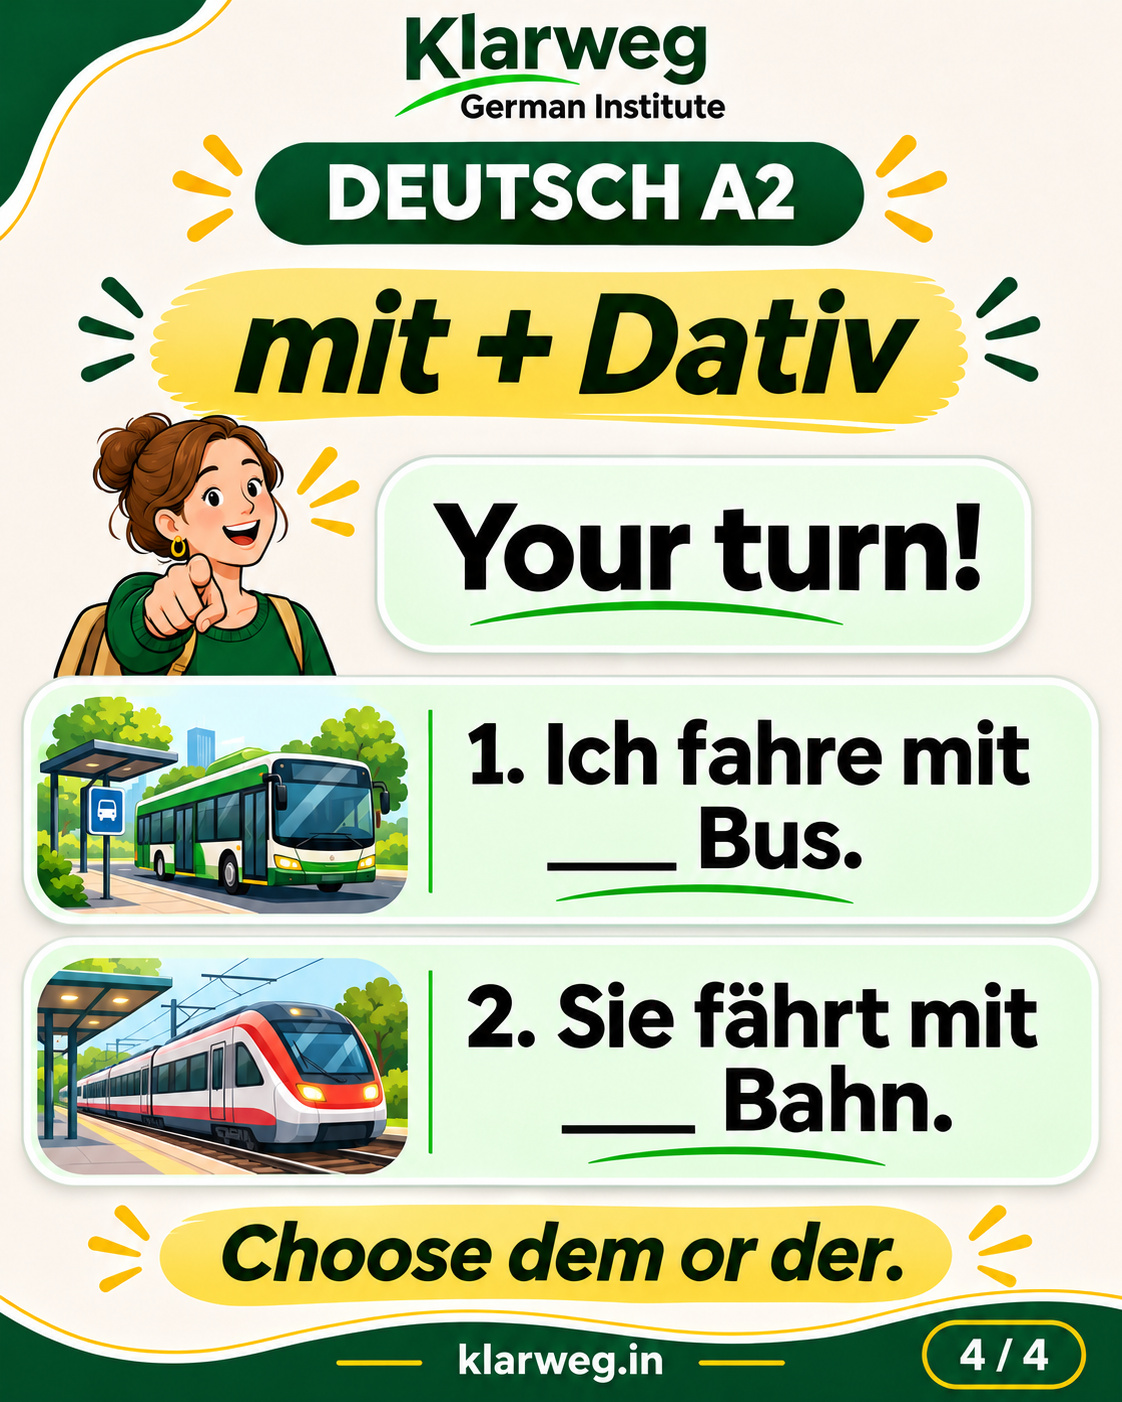 Klarweg
German Institute
DEUTSCH A2
mit + Dativ
Your turn!
1. Ich fahre mit
___ Bus.
2. Sie fährt mit
___ Bahn.
Choose dem or der.
klarweg.in
4 / 4